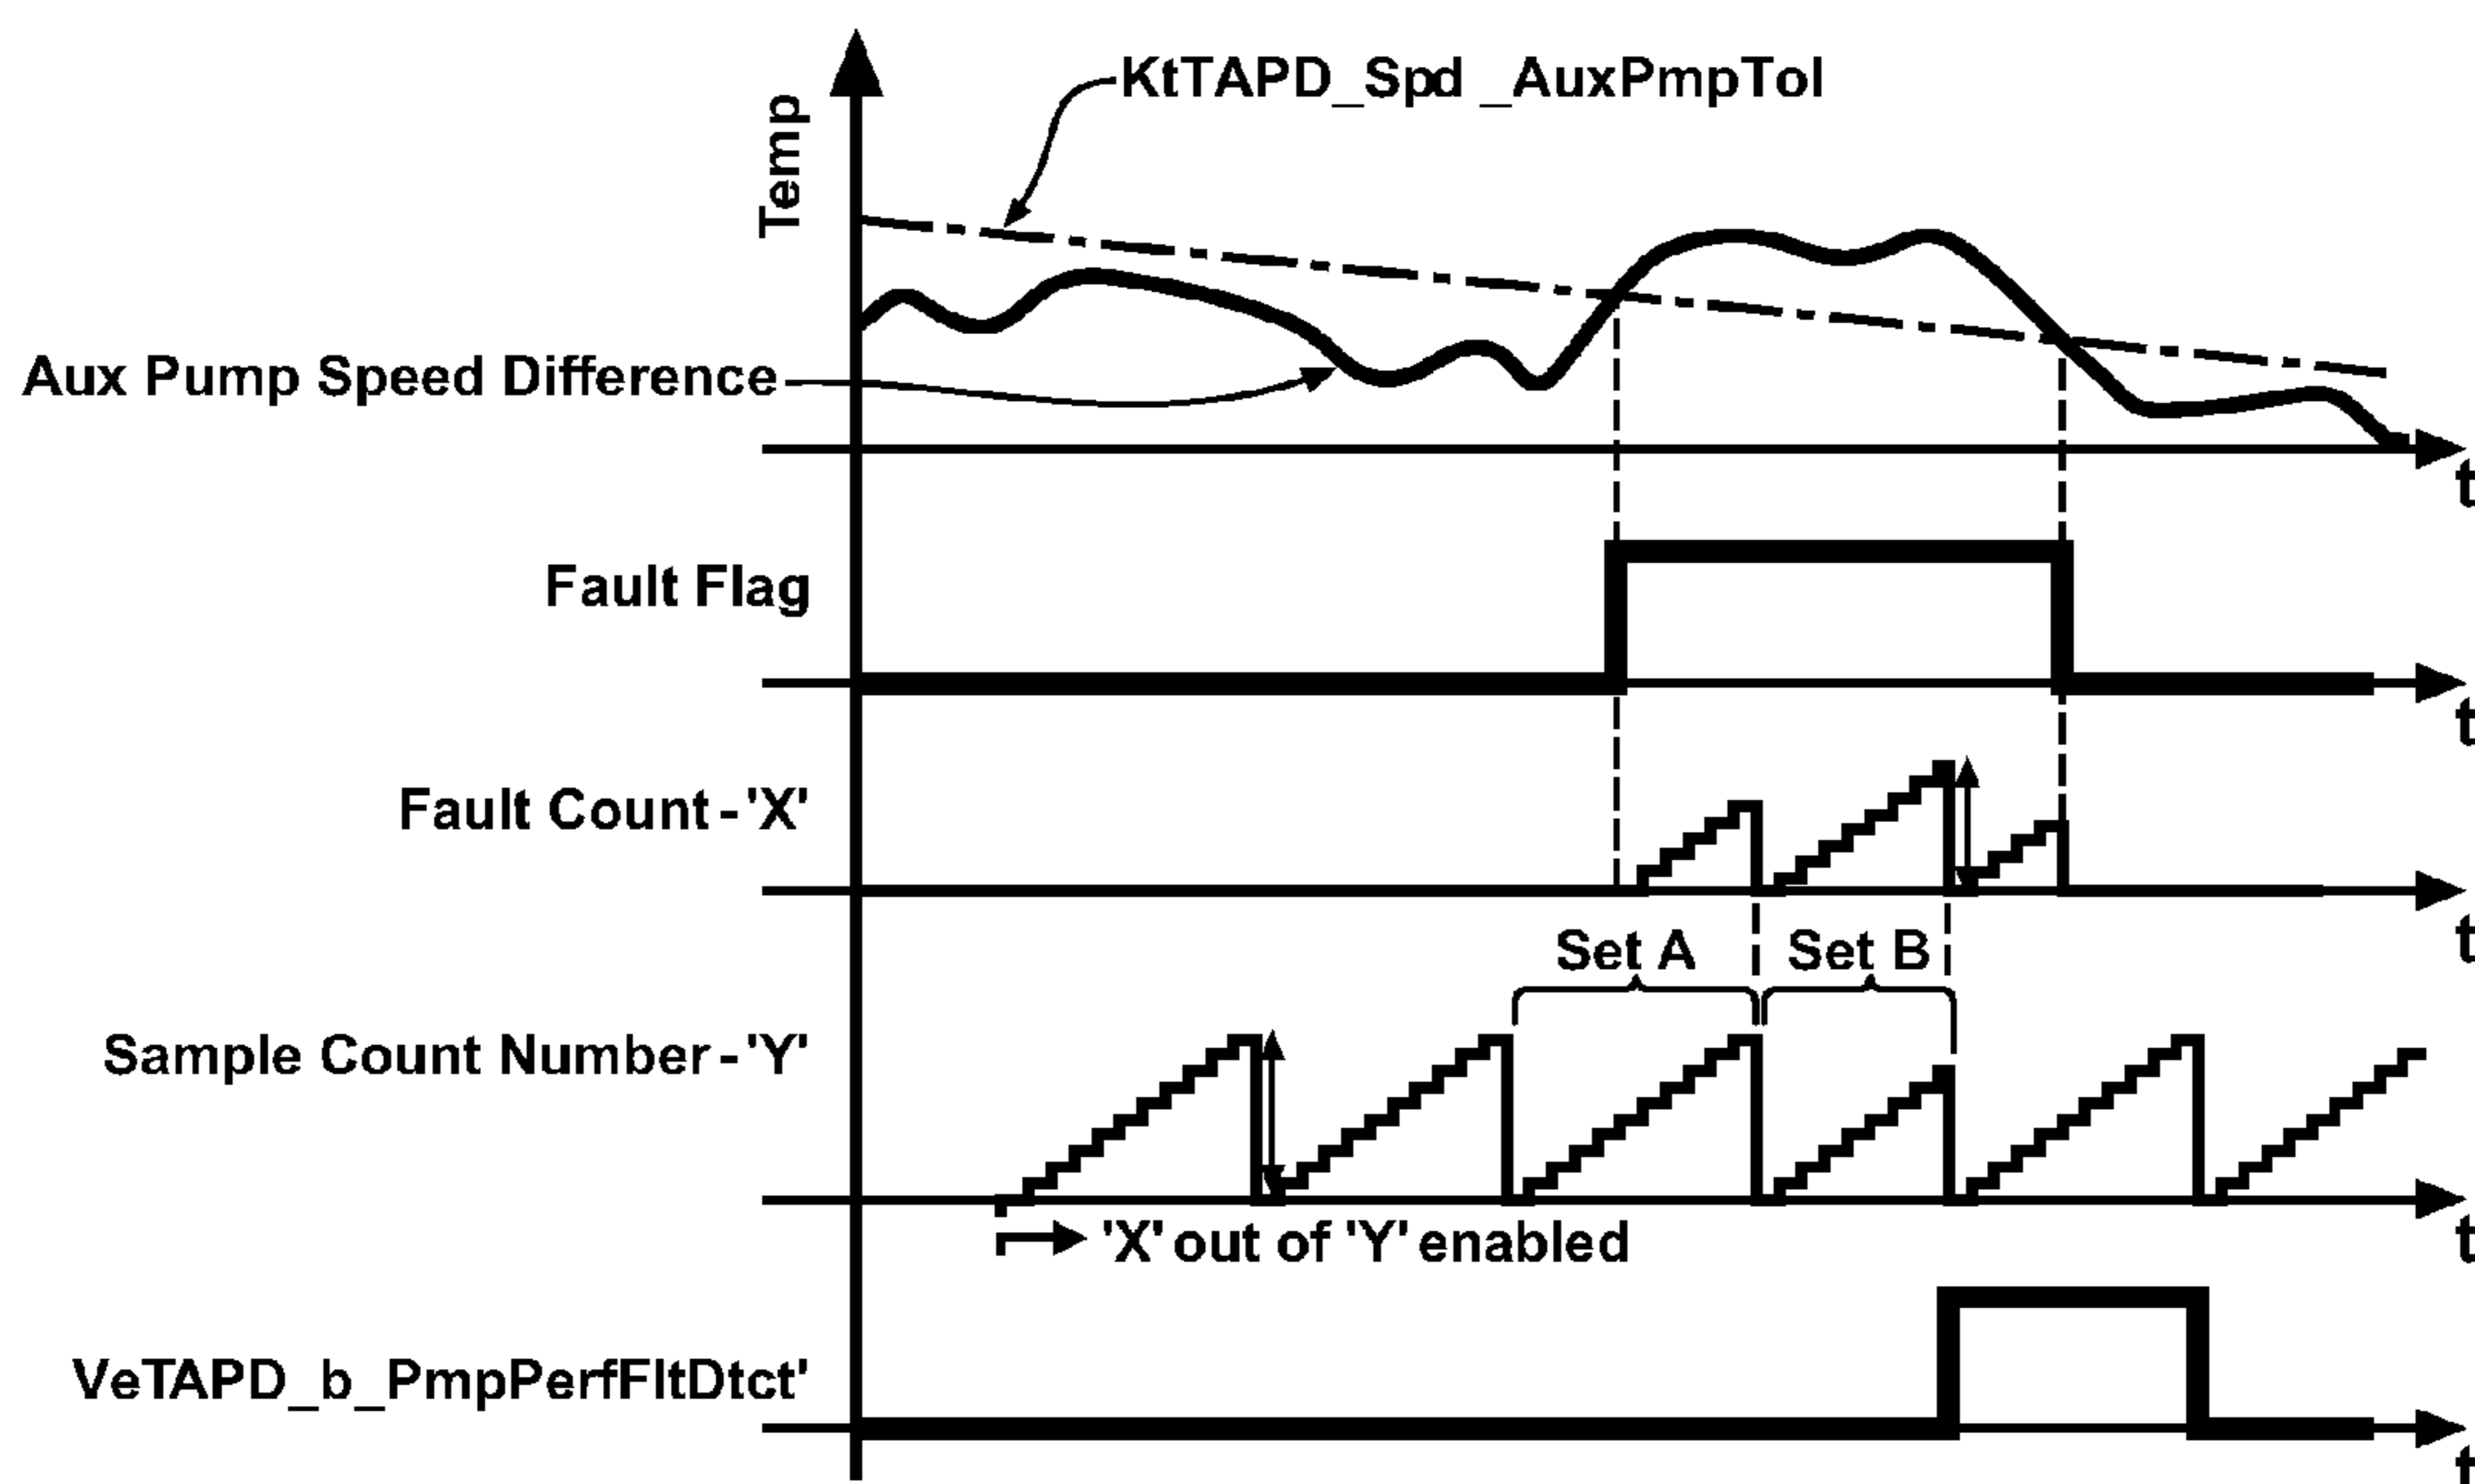 KtTAPD_Spd _AuxPmpTol
Temp
Aux Pump Speed Difference
t
Fault Flag
t
Fault Count-'X'
t
Set A
Set B
Sample Count Number-'Y'
t
'X' out of 'Y' enabled
VeTAPD_b_PmpPerfFltDtct'
t